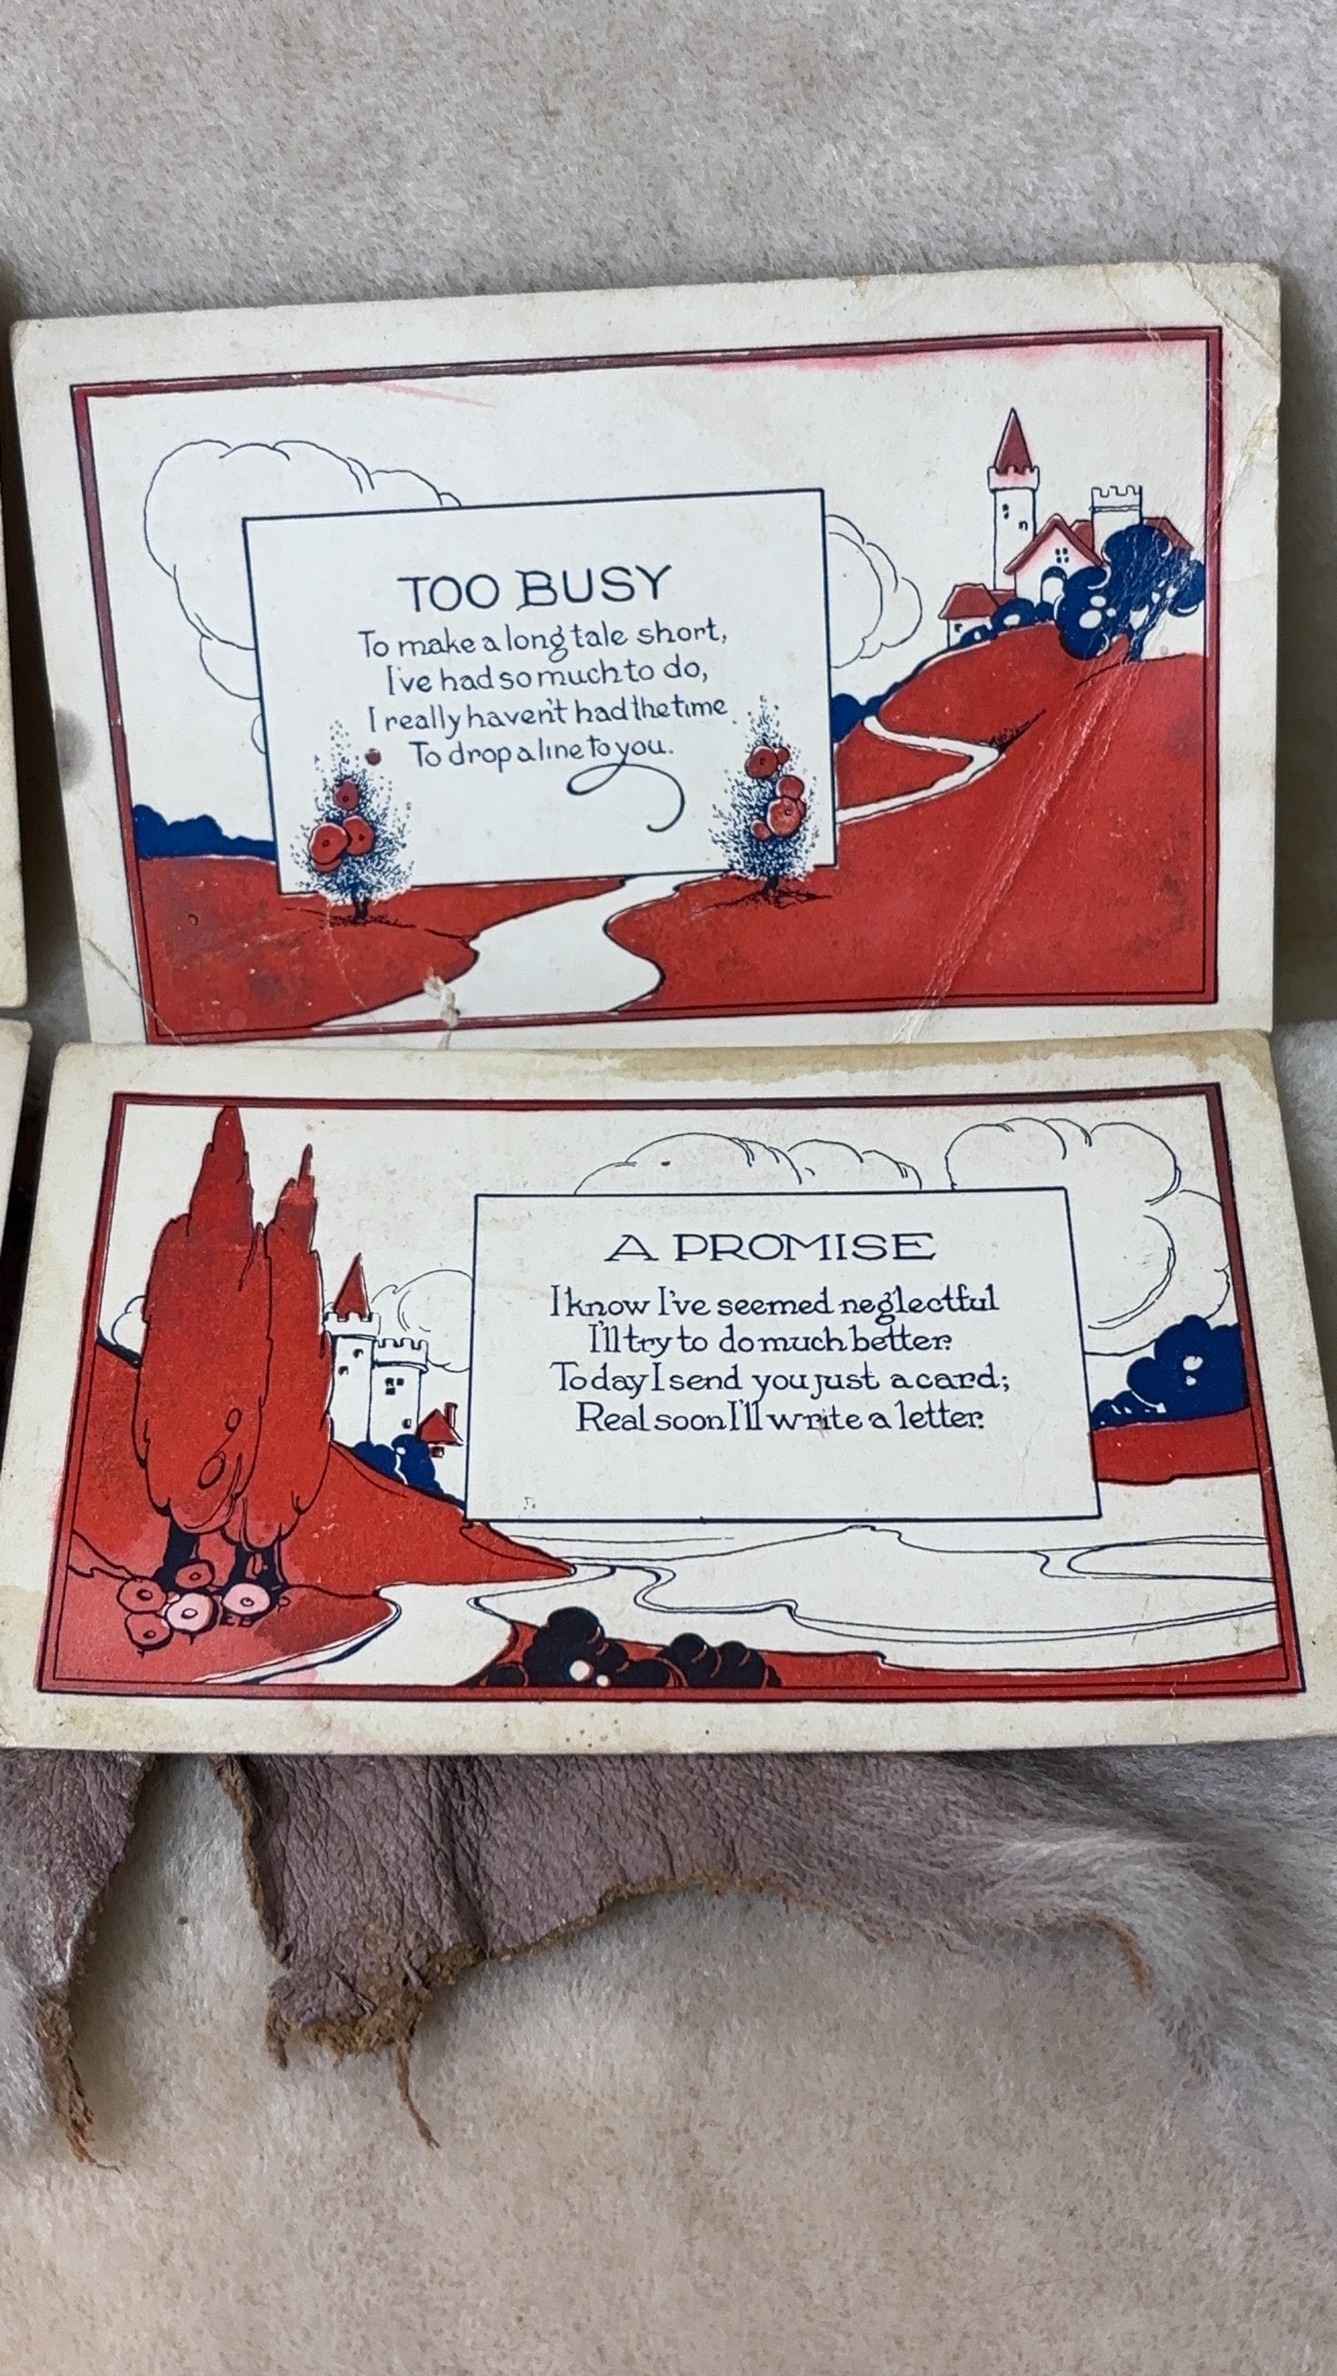 TOO BUSY
To make a long tale short,
I've had so much to do,
I really haven't had the time
To drop a line to you.
A PROMISE
I know I've seemed neglectful
I'll try to do much better.
Today I send you just a card;
Real soon I'll write a letter.